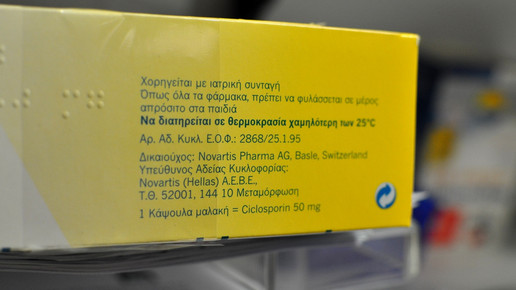 Χορηγείται με ιατρική συνταγή
Όπως όλα τα φάρμακα, πρέπει να φυλάσσεται σε μέρος
απρόσιτο στα παιδιά
Να διατηρείται σε θερμοκρασία χαμηλότερη των 25°C
Αρ. Αδ. Κυκλ. Ε.Ο.Φ.: 2868/25.1.95
Δικαιούχος: Novartis Pharma AG, Basle, Switzerland
Υπεύθυνος Αδείας Κυκλοφορίας:
Novartis (Hellas) A.E.B.E.,
Τ.Θ. 52001, 144 10 Μεταμόρφωση
1 Κάψουλα μαλακή = Ciclosporin 50 mg